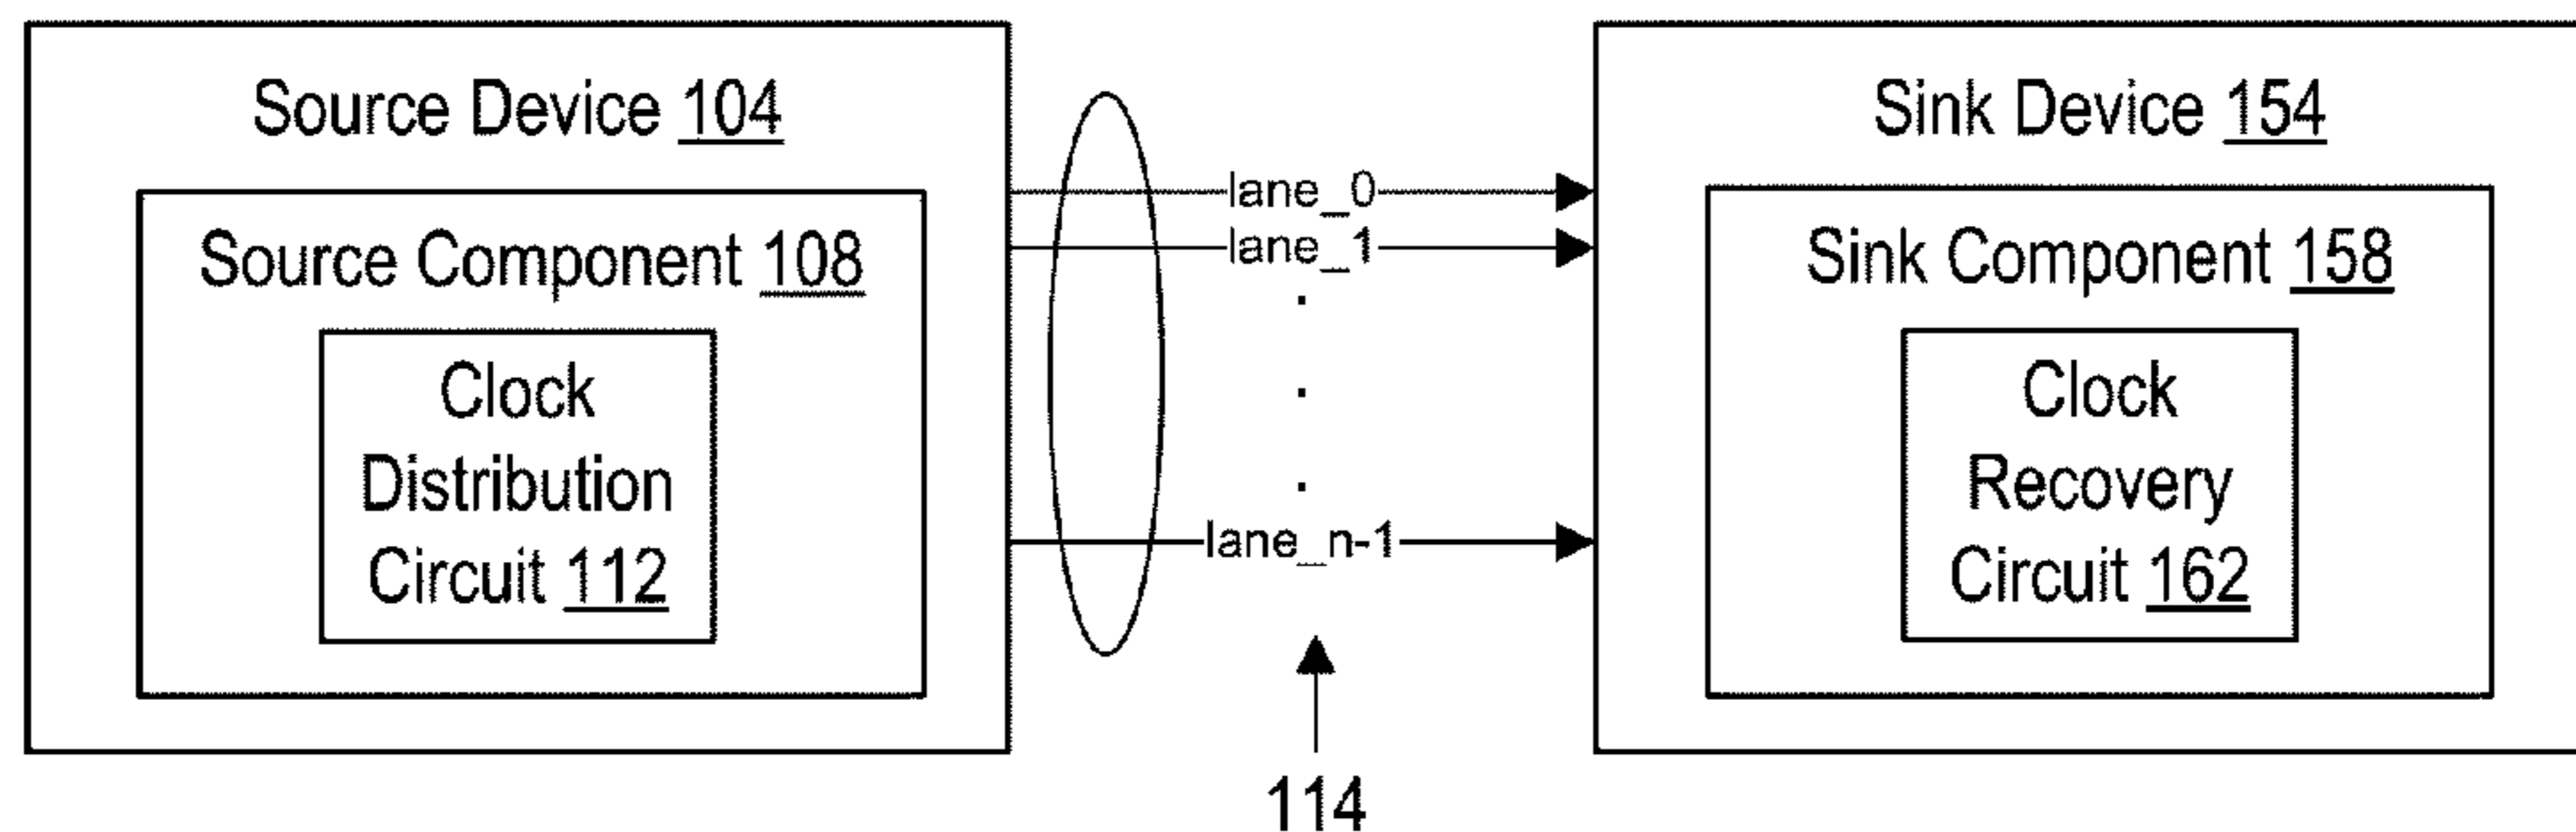 Source Device 104
Source Component 108
Clock
Distribution
Circuit 112
lane_0
lane_1
.
.
.
lane_n-1
114
Sink Device 154
Sink Component 158
Clock
Recovery
Circuit 162